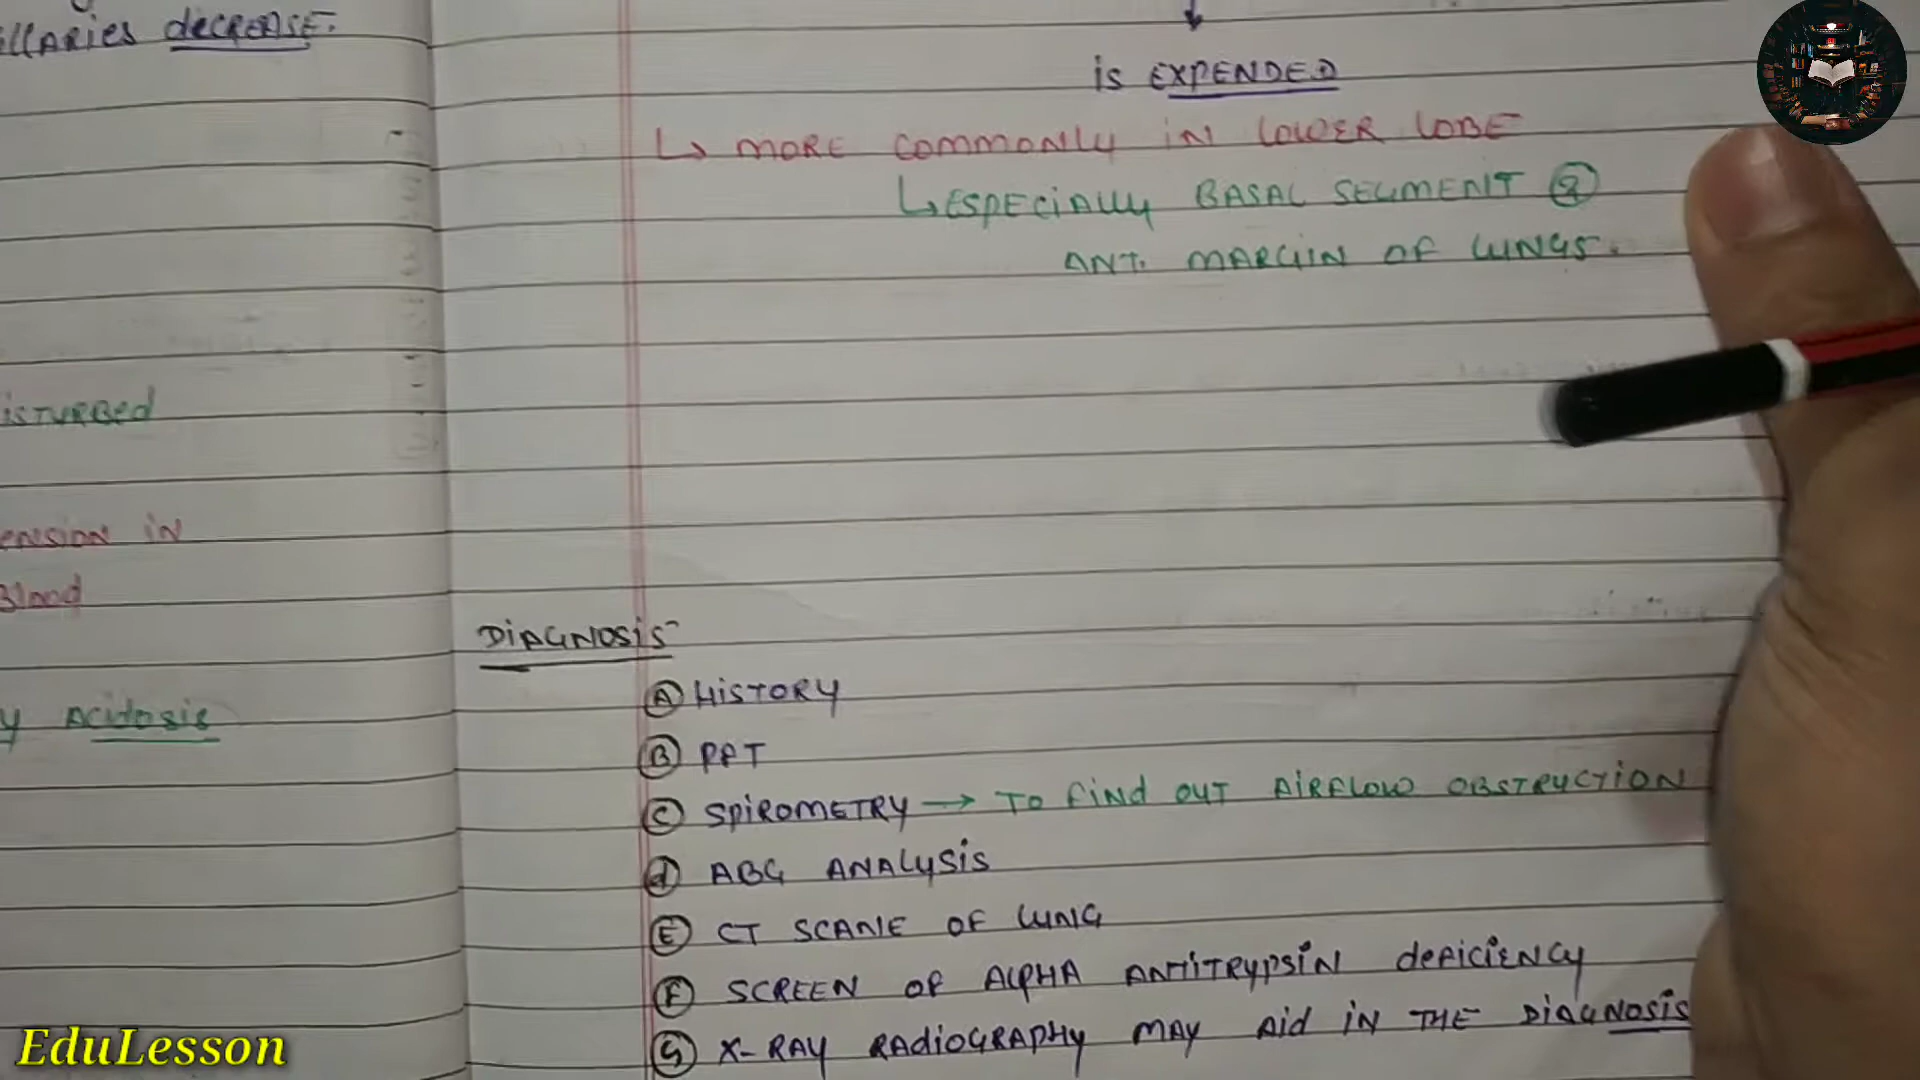 illaries decrease.
isturbed
ension in
Blood
y Acidosis
is EXPENDED
↳ MORE COMMONLY IN LOWER LOBE
↳ ESPECIALLY BASAL SEGMENT &
ANT. MARGIN OF LUNGS.
DIAGNOSIS-
(A) HISTORY
(B) PFT
(C) SPIROMETRY → TO FIND OUT AIRFLOW OBSTRUCTION
(d) ABG ANALYSIS
(E) CT SCANE OF LUNG
(F) SCREEN OF ALPHA ANTITRYPSIN DEFICIENCY
(G) X-RAY RADIOGRAPHY MAY AID IN THE DIAGNOSIS
EduLesson